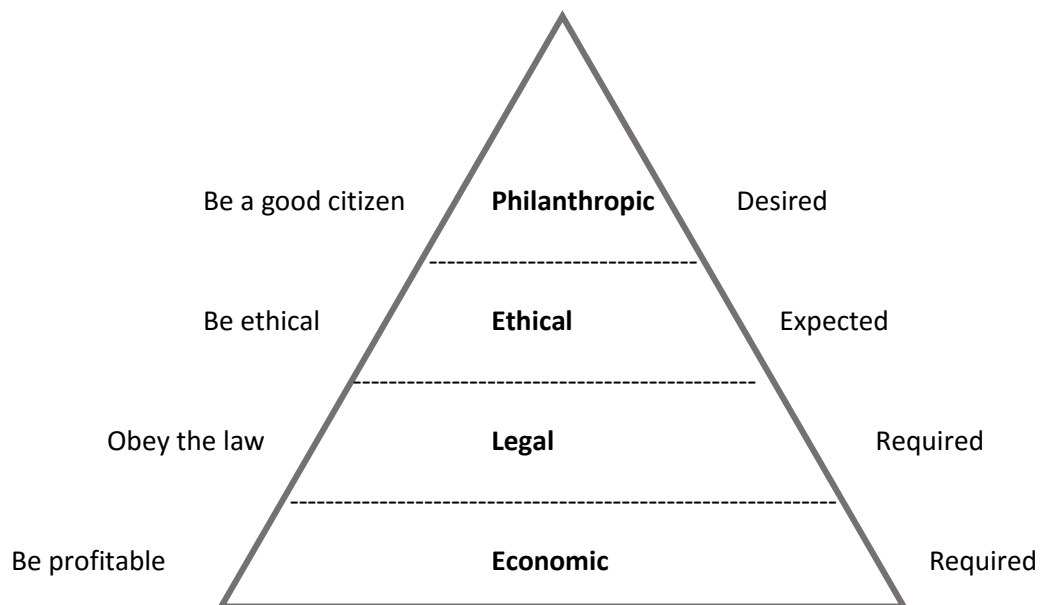 Be a good citizen Philanthropic Desired
Be ethical Ethical Expected
Obey the law Legal Required
Be profitable Economic Required